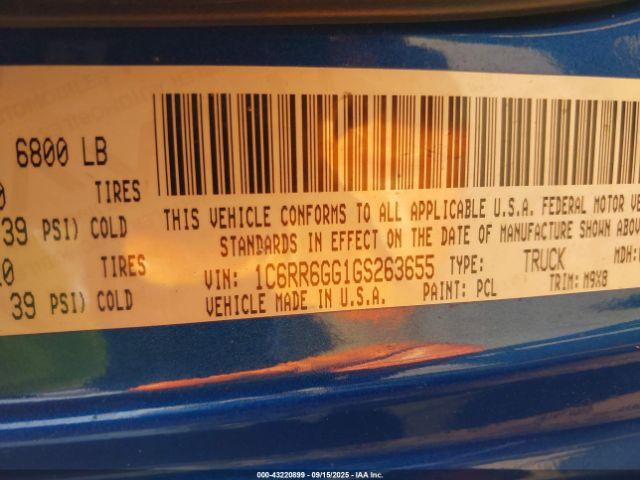 6800 LB
TIRES
39 PSI) COLD
TIRES
39 PSI) COLD
THIS VEHICLE CONFORMS TO ALL APPLICABLE U.S.A. FEDERAL MOTOR
STANDARDS IN EFFECT ON THE DATE OF MANUFACTURE SHOWN ABOVE
VIN: 1C6RR6GG1GS263655 TYPE: TRUCK MDH:
VEHICLE MADE IN U.S.A. PAINT: PCL TRIM: M9X8
000-43220899 - 09/15/2025 - IAA Inc.